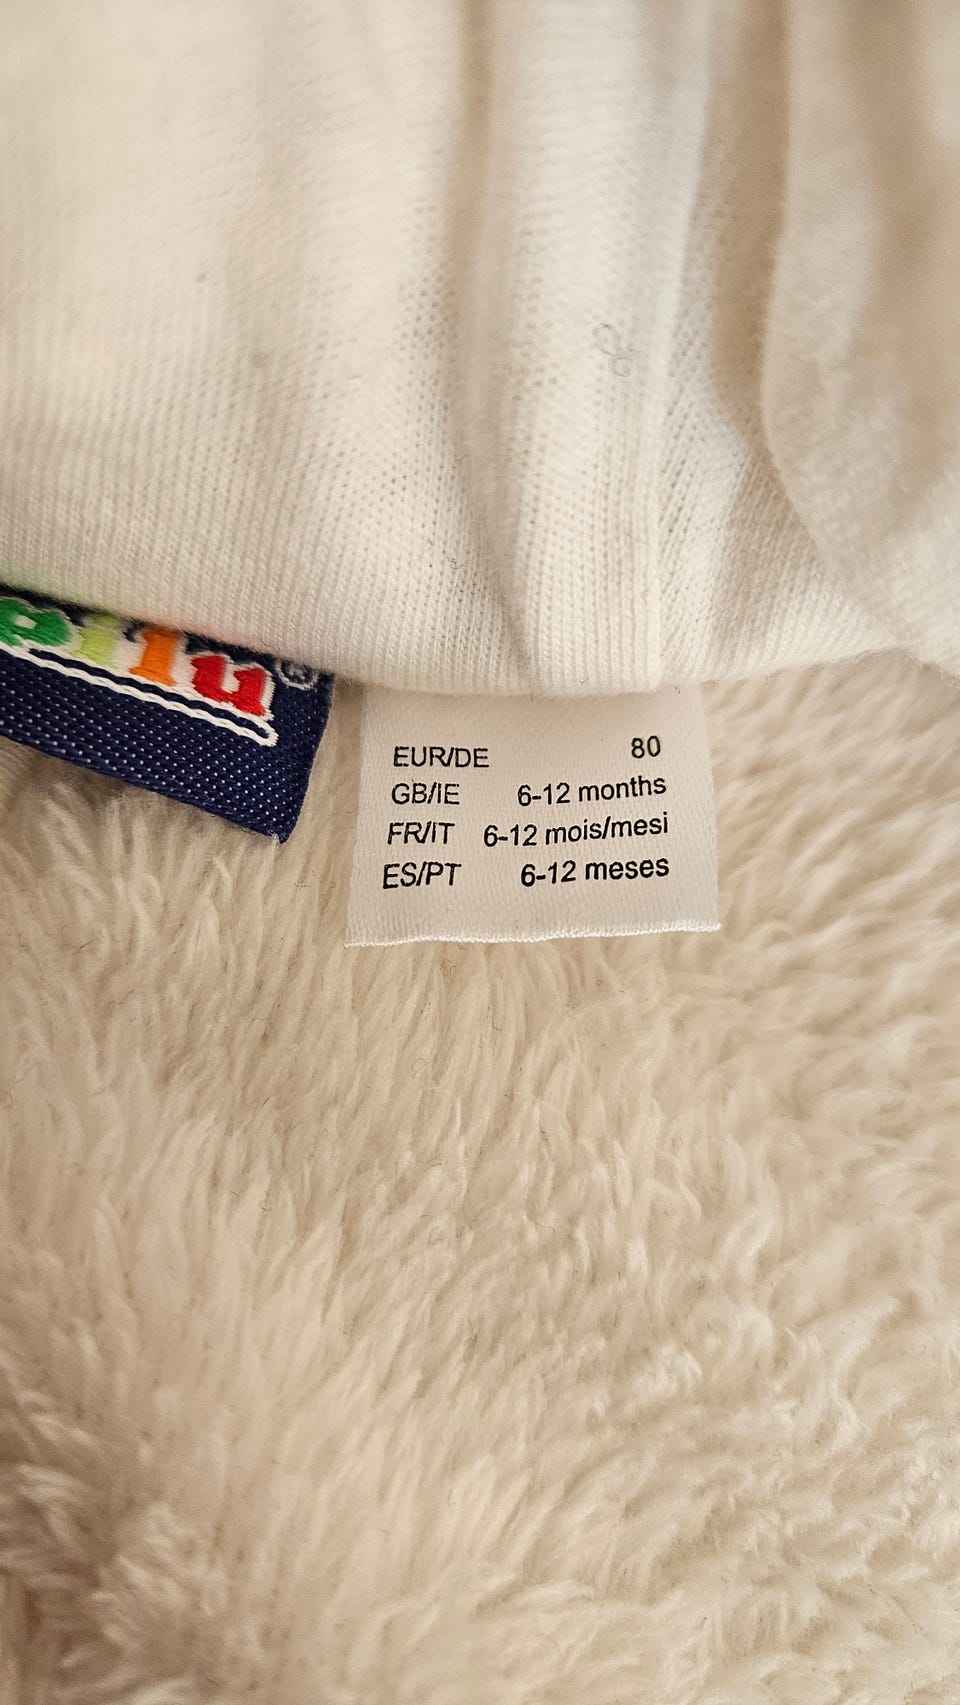 pilu®
EUR/DE 80
GB/IE 6-12 months
FR/IT 6-12 mois/mesi
ES/PT 6-12 meses